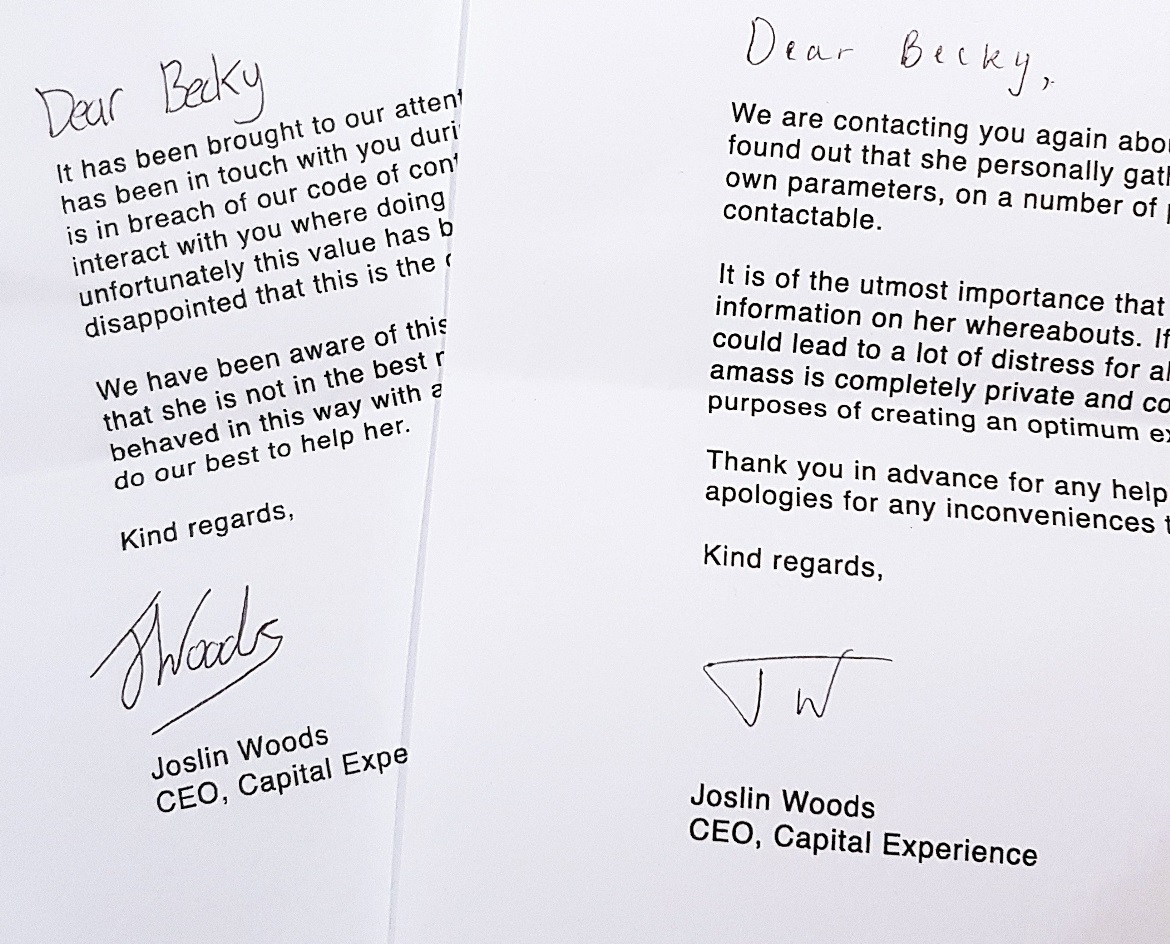 Dear Becky
It has been brought to our attent
has been in touch with you duri
is in breach of our code of con
interact with you where doing
unfortunately this value has b
disappointed that this is the
We have been aware of this
that she is not in the best
behaved in this way with a
do our best to help her.
Kind regards,
JWoods
Joslin Woods
CEO, Capital Expe
Dear Becky,
We are contacting you again abo
found out that she personally gat
own parameters, on a number of
contactable.
It is of the utmost importance that
information on her whereabouts. If
could lead to a lot of distress for al
amass is completely private and co
purposes of creating an optimum ex
Thank you in advance for any help
apologies for any inconveniences t
Kind regards,
JW
Joslin Woods
CEO, Capital Experience